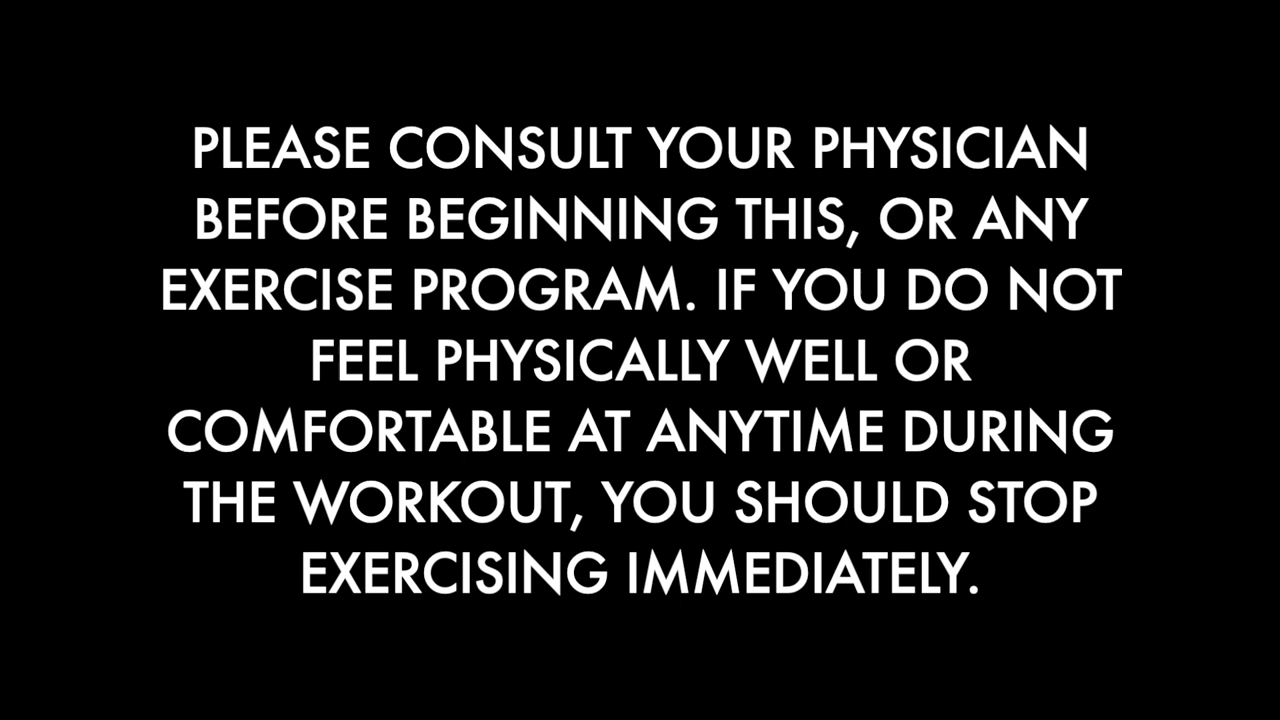 PLEASE CONSULT YOUR PHYSICIAN
BEFORE BEGINNING THIS, OR ANY
EXERCISE PROGRAM. IF YOU DO NOT
FEEL PHYSICALLY WELL OR
COMFORTABLE AT ANYTIME DURING
THE WORKOUT, YOU SHOULD STOP
EXERCISING IMMEDIATELY.